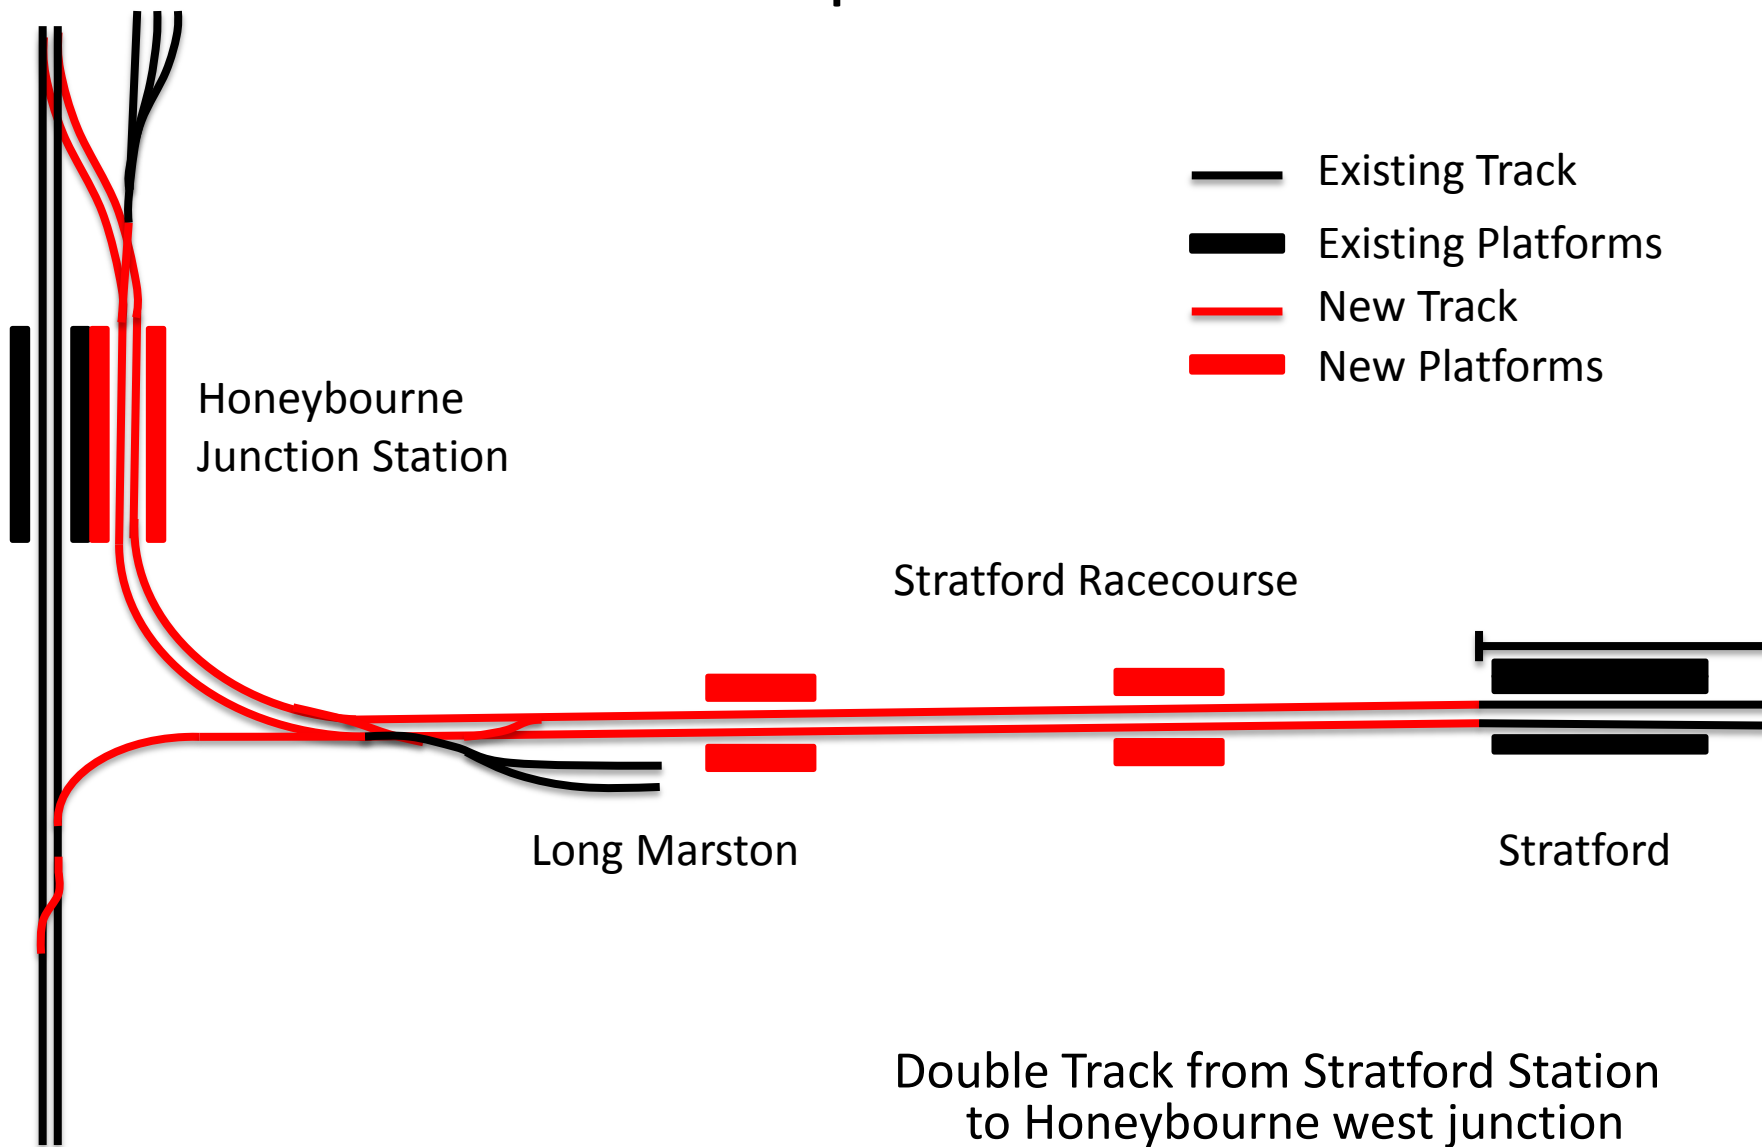 Existing Track
Existing Platforms
New Track
New Platforms
Honeybourne
Junction Station
Stratford Racecourse
Long Marston
Stratford
Double Track from Stratford Station
to Honeybourne west junction